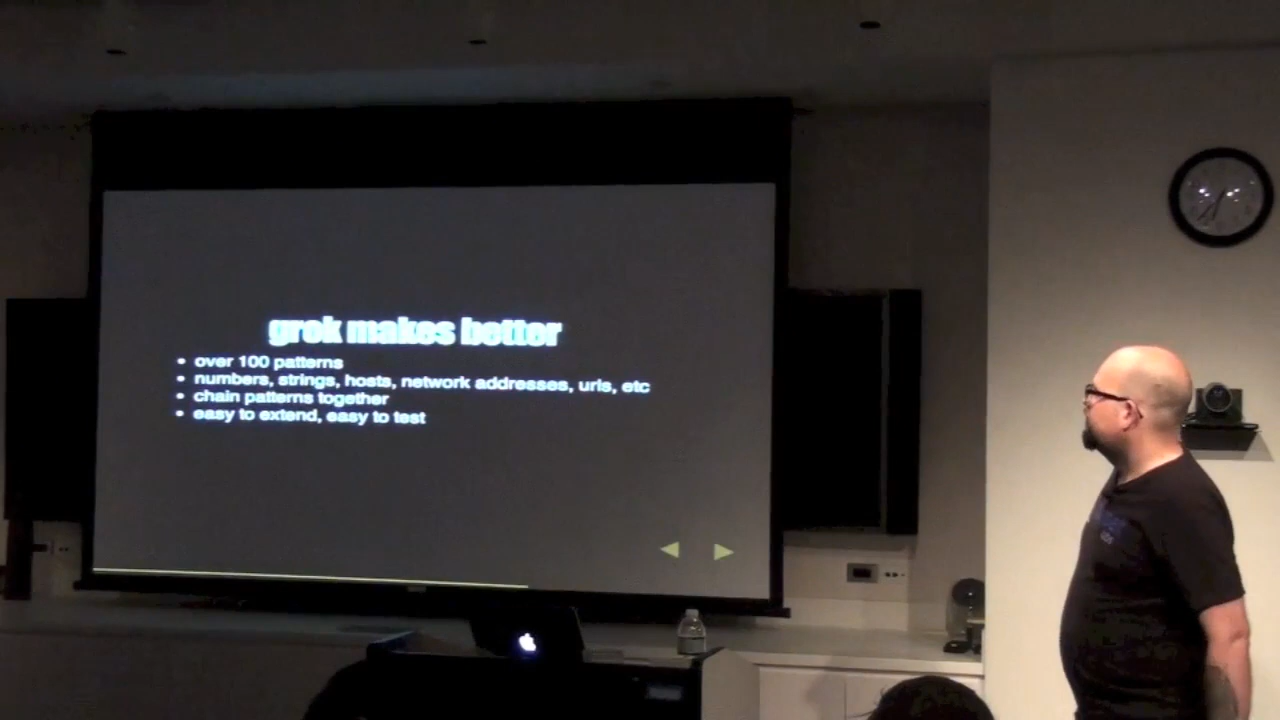 grok makes better
• over 100 patterns
• numbers, strings, hosts, network addresses, urls, etc
• chain patterns together
• easy to extend, easy to test